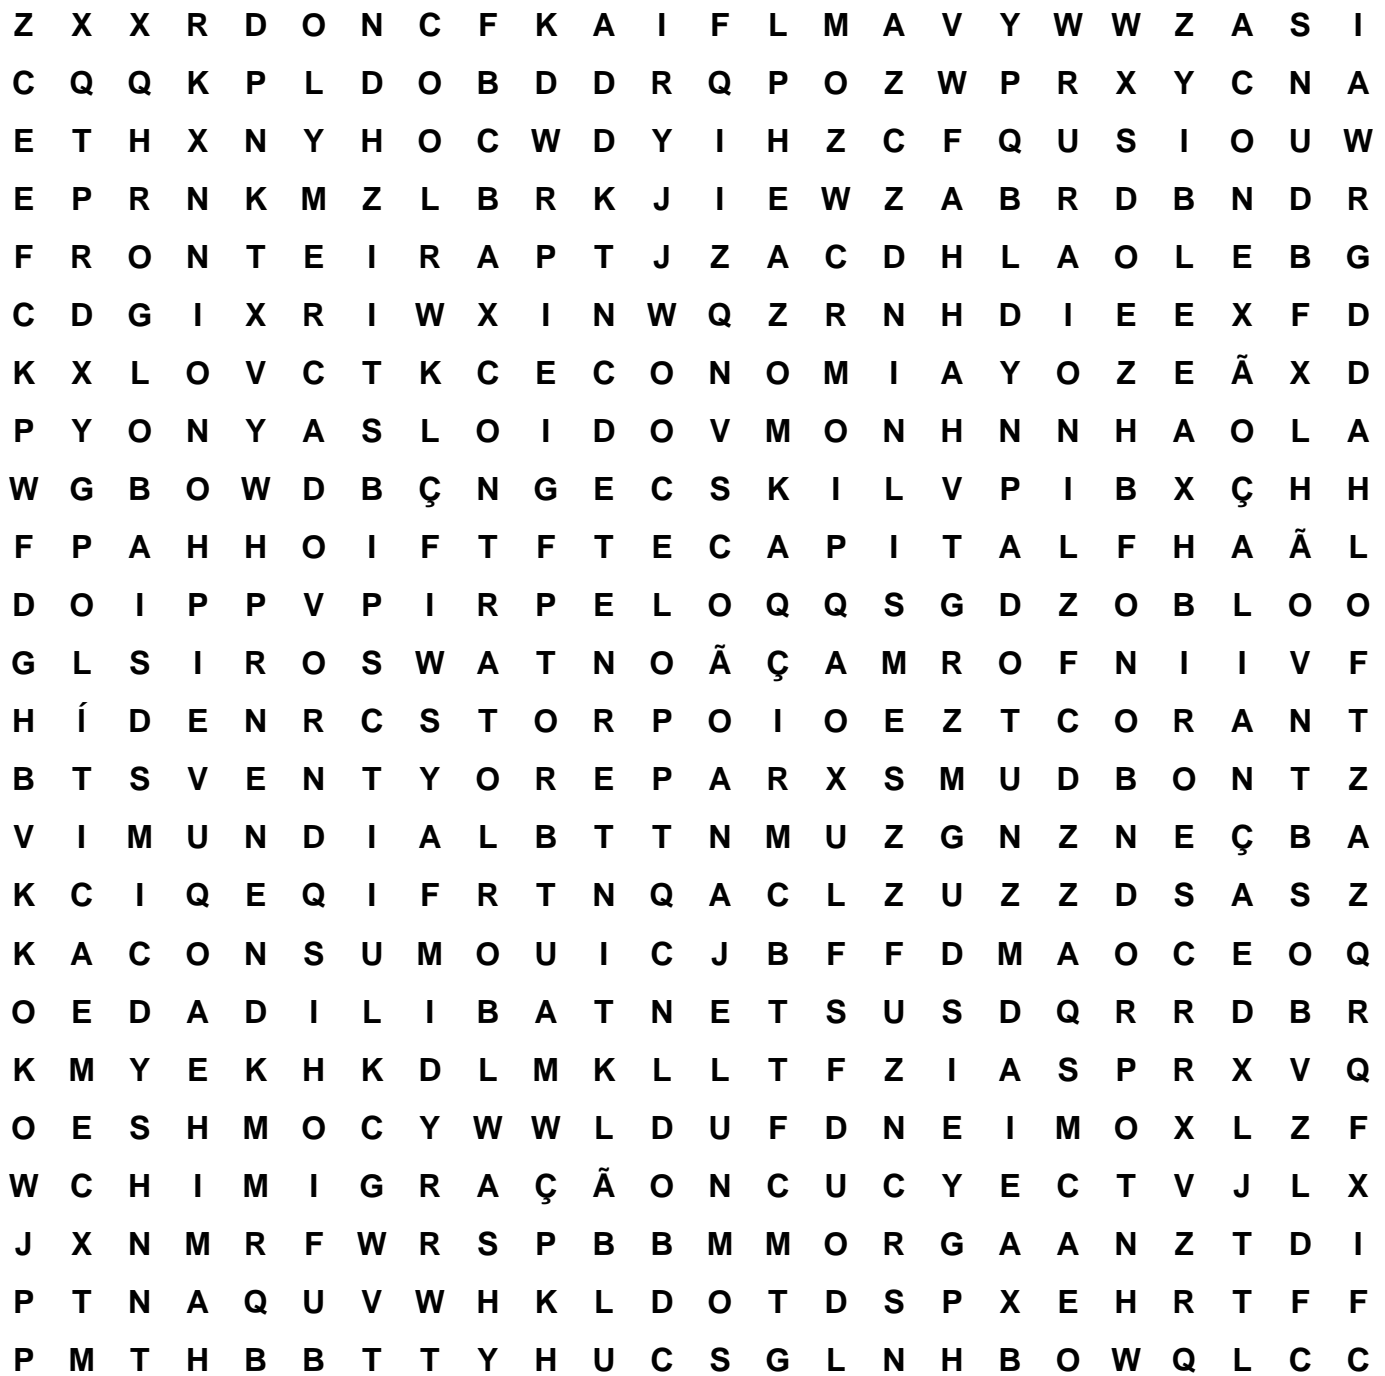 Z X X R D O N C F K A I F L M A V Y W W Z A S I
C Q Q K P L D O B D D R Q P O Z W P R X Y C N A
E T H X N Y H O C W D Y I H Z C F Q U S I O U W
E P R N K M Z L B R K J I E W Z A B R D B N D R
F R O N T E I R A P T J Z A C D H L A O L E B G
C D G I X R I W X I N W Q Z R N H D I E E X F D
K X L O V C T K C E C O N O M I A Y O Z E Ã X D
P Y O N Y A S L O I D O V M O N H N N H A O L A
W G B O W D B Ç N G E C S K I L V P I B X Ç H H
F P A H H O I F T F T E C A P I T A L F H A Ã L
D O I P P V P I R P E L O Q Q S G D Z O B L O O
G L S I R O S W A T N O Ã Ç A M R O F N I I V F
H Í D E N R C S T O R P O I O E Z T C O R A N T
B T S V E N T Y O R E P A R X S M U D B O N T Z
V I M U N D I A L B T T N M U Z G N Z N E Ç B A
K C I Q E Q I F R T N Q A C L Z U Z Z D S A S Z
K A C O N S U M O U I C J B F F D M A O C E O Q
O E D A D I L I B A T N E T S U S D Q R R D B R
K M Y E K H K D L M K L L T F Z I A S P R X V Q
O E S H M O C Y W W L D U F D N E I M O X L Z F
W C H I M I G R A Ç Ã O N C U C Y E C T V J L X
J X N M R F W R S P B B M M O R G A A N Z T D I
P T N A Q U V W H K L D O T D S P X E H R T F F
P M T H B B T T Y H U C S G L N H B O W Q L C C